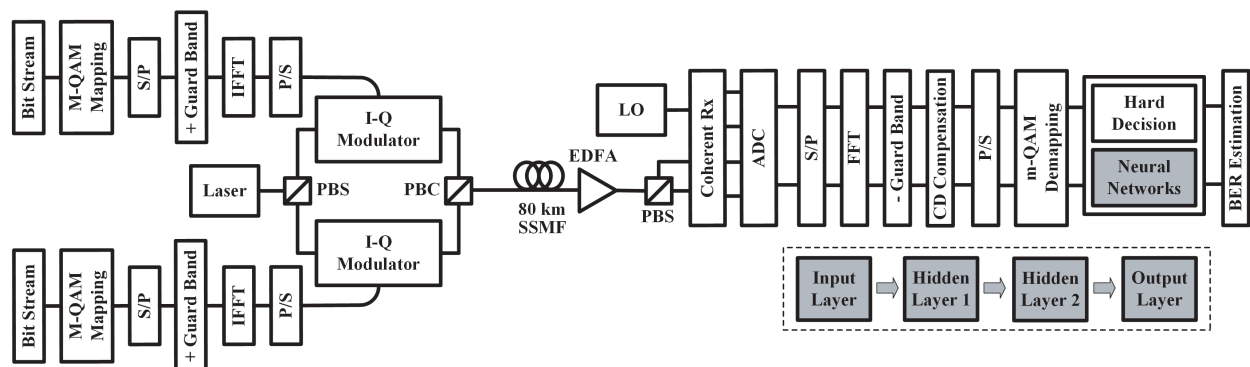 Bit Stream
M-QAM
Mapping
S/P
+ Guard Band
IFFT
P/S
I-Q
Modulator
Laser
PBS
PBC
I-Q
Modulator
Bit Stream
M-QAM
Mapping
S/P
+ Guard Band
IFFT
P/S
80 km
SSMF
EDFA
PBS
LO
Coherent Rx
ADC
S/P
FFT
- Guard Band
CD Compensation
P/S
m-QAM
Demapping
Hard
Decision
Neural
Networks
BER Estimation
Input
Layer
Hidden
Layer 1
Hidden
Layer 2
Output
Layer